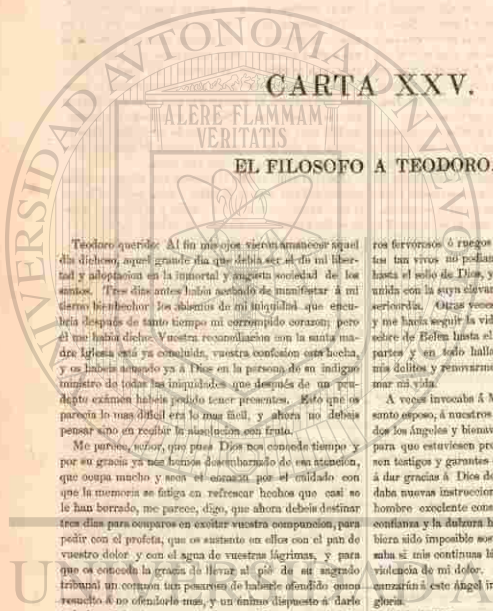 AUTONOMA DE NUEVO
UNIVERSIDAD
ALERE FLAMMAM
VERITATIS
CARTA XXV.
EL FILOSOFO A TEODORO.
Teodoro querido: Al fin mis ojos vieron amanecer aquel
dia dichoso, aquel grande dia que debia ser el de mi liber-
tad y adoptacion en la inmortal y augusta sociedad de los
santos. Tres dias antes habia acabado de manifestar á mi
tierno bienhechor los abismos de mi iniquidad que encu-
bria despues de tanto tiempo mi corrompido corazon; pero
él me habia dicho: Vuestra reconciliacion con la santa ma-
dre Iglesia está ya concluida, vuestra confesion esta hecha,
y os habeis acusado ya á Dios en la persona de su indigno
ministro de todas las iniquidades que después de un pru-
dente exámen habeis podido tener presentes. Esto que os
parecia lo mas dificil era lo mas fácil, y ahora no debeis
pensar sino en recibir la absolucion con fruto.
Me parece, señor, que pues Dios nos concede tiempo y
por su gracia ya nos hemos desembarazado de esa atencion,
que ocupa mucho y seca el corazon por el cuidado con
que la memoria se fatiga en refrescar hechos que casi se
le han borrado, me parece, digo, que ahora debeis destinar
tres dias para ocuparos en excitar vuestra compuncion, para
pedir con el profeta, que os sustente en ellos con el pan de
vuestro dolor y con el agua de vuestras lágrimas, y para
que os conceda la gracia de llevar al pié de su sagrado
tribunal un corazon tan pesaroso de haberle ofendido como
resuelto á no ofenderlo mas, y un ánimo dispuesto á darle
ros fervorosos ó ruegos
tes tan vivos no podian
hasta el solio de Dios, y
unida con la suya elevar
sericordia. Otras veces
y me hacia seguir la vid
sebre de Belen hasta el
partes y en todo halla
mis delitos y renovarme
mar mi vida.
A veces invocaba á M
santo esposo, á nuestros
dos los ángeles y bienav
para que estuviesen pre
sen testigos y garantes
á dar gracias á Dios de
daba nuevas instruccion
hombre excelente cons
confianza y la dulzura h
biera sido imposible sos
saba si mis continuas lá
violencia de mi dolor.
canzarán á este ángel in
gloria.